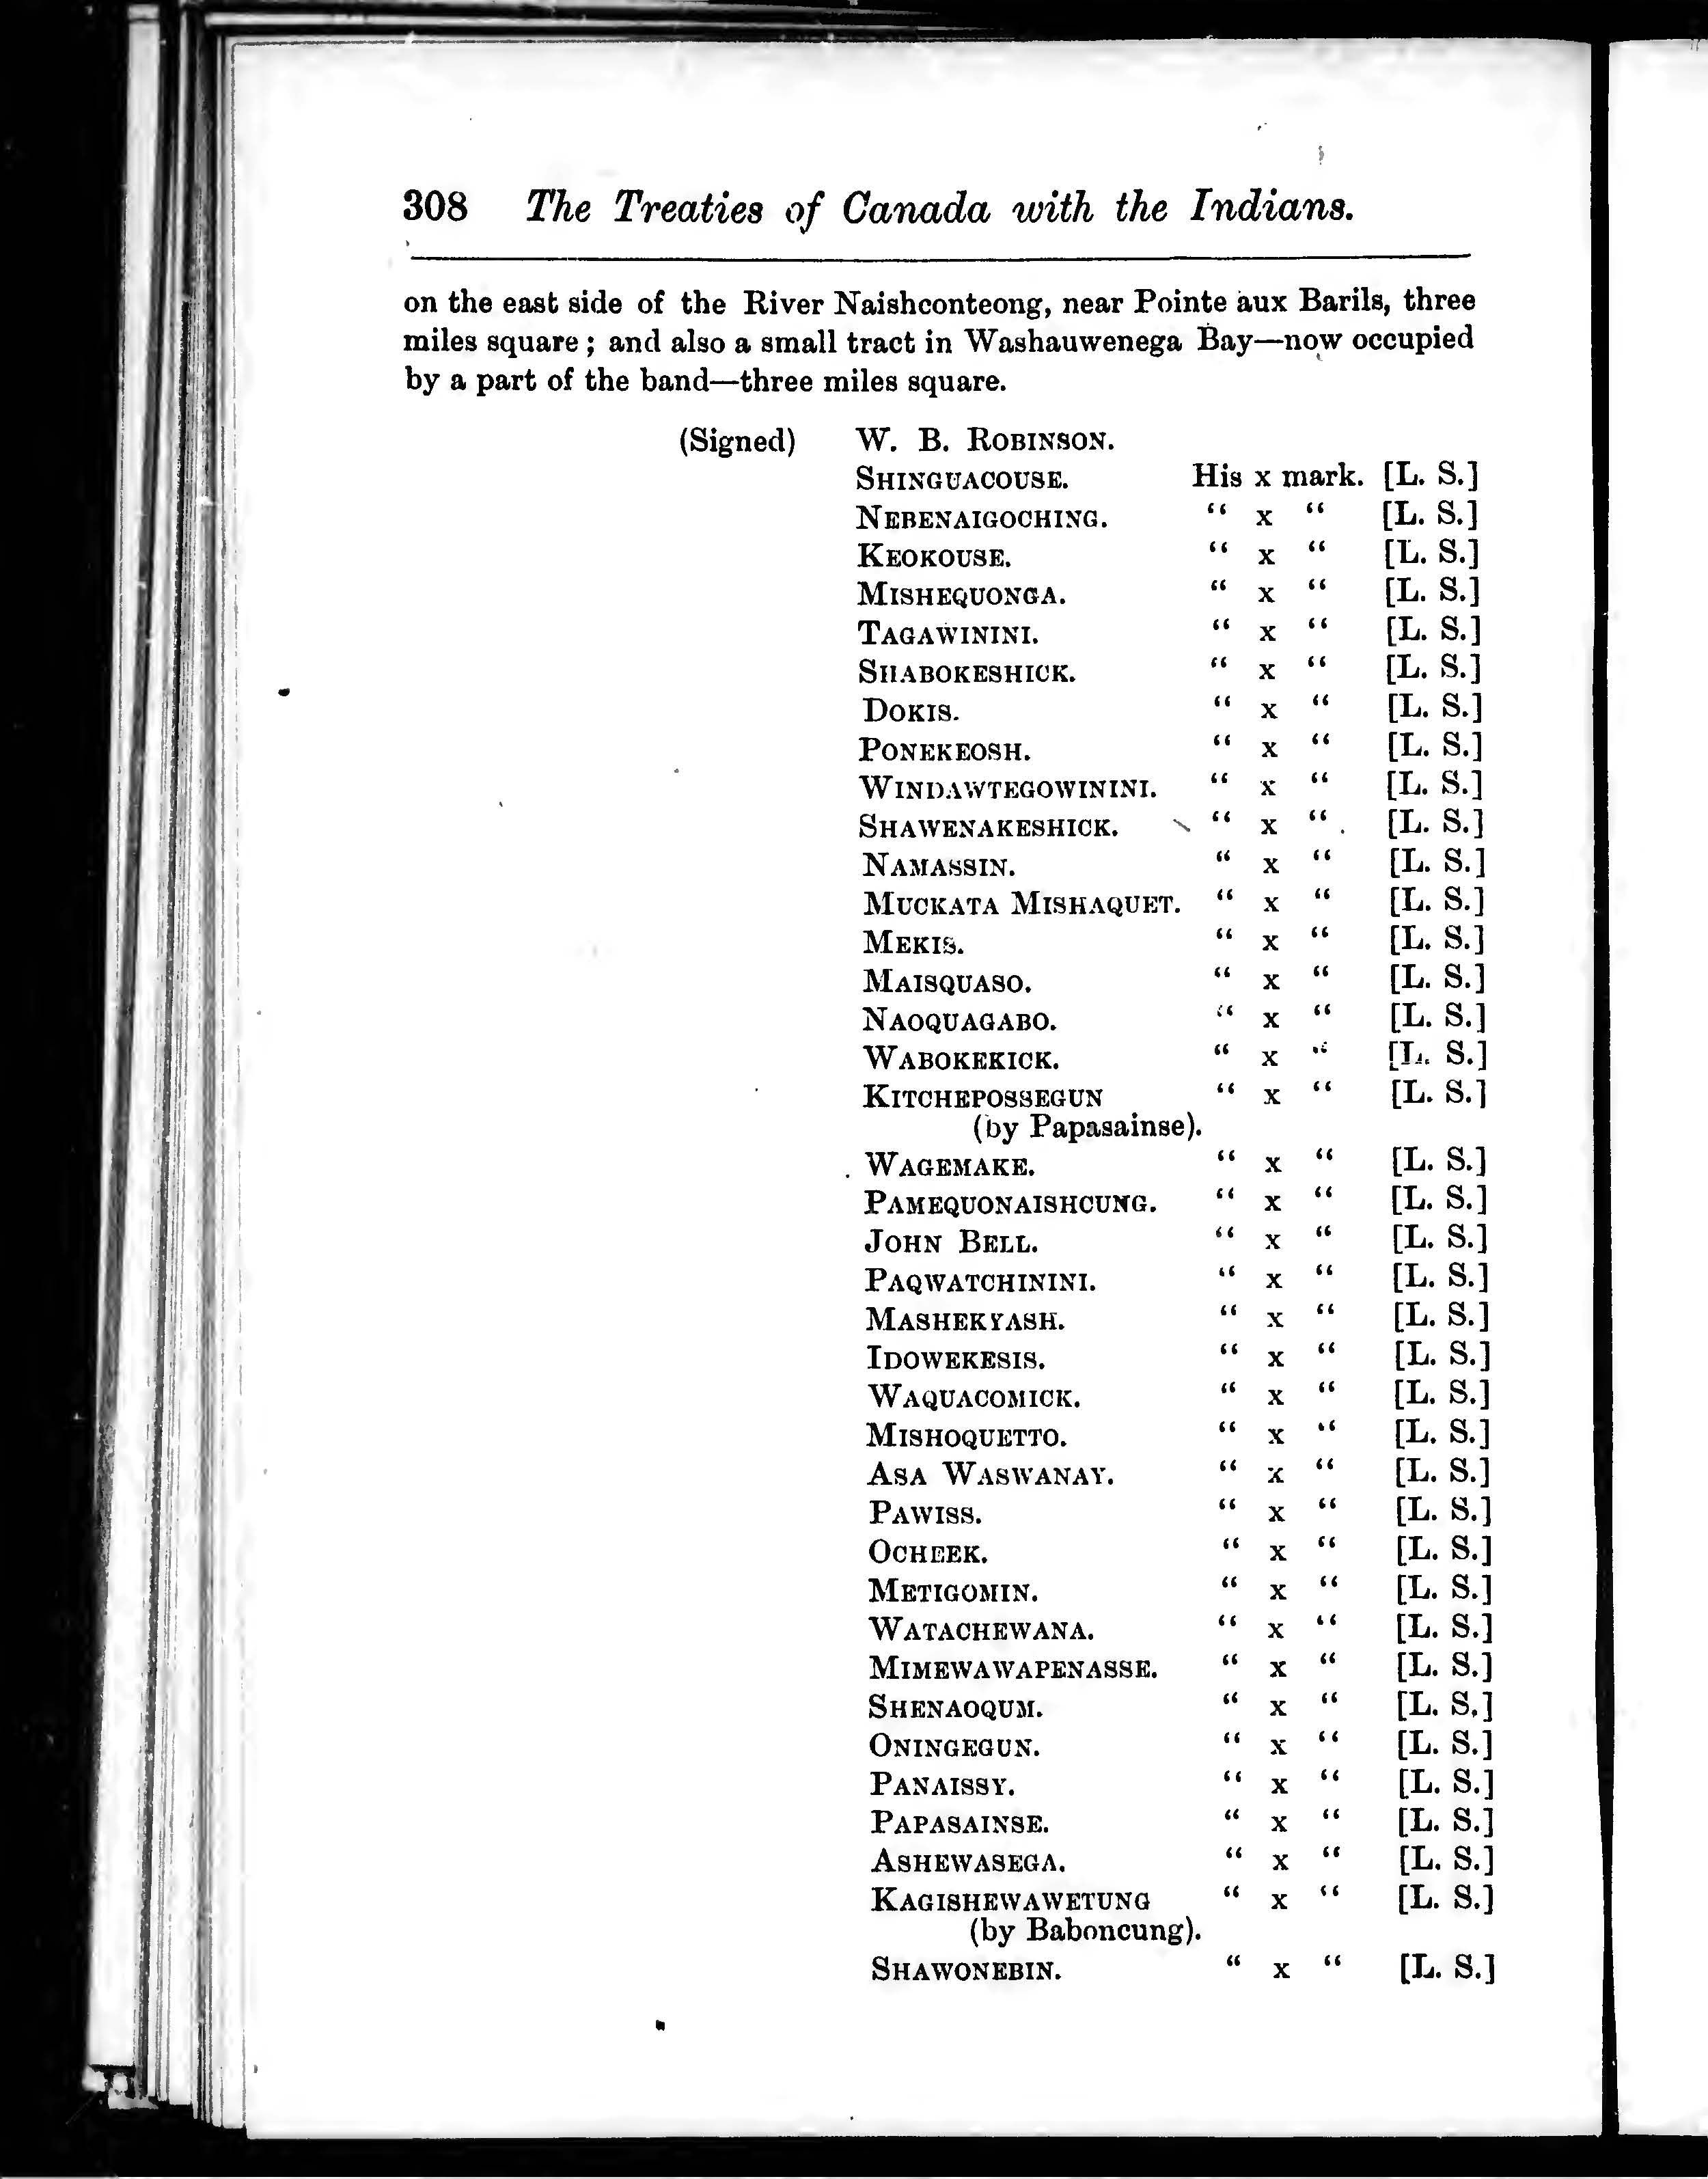 308 The Treaties of Canada with the Indians.
on the east side of the River Naishconteong, near Pointe aux Barils, three
miles square ; and also a small tract in Washauwenega Bay—now occupied
by a part of the band—three miles square.
(Signed) W. B. ROBINSON.
SHINGUACOUSE. His x mark. [L. S.]
NEBENAIGOCHING. “ x “ [L. S.]
KEOKOUSE. “ x “ [L. S.]
MISHEQUONGA. “ x “ [L. S.]
TAGAWININI. “ x “ [L. S.]
SHABOKESHICK. “ x “ [L. S.]
DOKIS. “ x “ [L. S.]
PONEKEOSH. “ x “ [L. S.]
WINDAWTEGOWININI. “ x “ [L. S.]
SHAWENAKESHICK. “ x “ [L. S.]
NAMASSIN. “ x “ [L. S.]
MUCKATA MISHAQUET. “ x “ [L. S.]
MEKIS. “ x “ [L. S.]
MAISQUASO. “ x “ [L. S.]
NAOQUAGABO. “ x “ [L. S.]
WABOKEKICK. “ x “ [L. S.]
KITCHEPOSSEGUN “ x “ [L. S.]
(by Papasainse).
WAGEMAKE. “ x “ [L. S.]
PAMEQUONAISHCUNG. “ x “ [L. S.]
JOHN BELL. “ x “ [L. S.]
PAQWATCHININI. “ x “ [L. S.]
MASHEKYASH. “ x “ [L. S.]
IDOWEKESIS. “ x “ [L. S.]
WAQUACOMICK. “ x “ [L. S.]
MISHOQUETTO. “ x “ [L. S.]
ASA WASWANAY. “ x “ [L. S.]
PAWISS. “ x “ [L. S.]
OCHEEK. “ x “ [L. S.]
METIGOMIN. “ x “ [L. S.]
WATACHEWANA. “ x “ [L. S.]
MIMEWAWAPENASSE. “ x “ [L. S.]
SHENAOQUM. “ x “ [L. S.]
ONINGEGUN. “ x “ [L. S.]
PANAISSY. “ x “ [L. S.]
PAPASAINSE. “ x “ [L. S.]
ASHEWASEGA. “ x “ [L. S.]
KAGISHEWAWETUNG “ x “ [L. S.]
(by Baboncung).
SHAWONEBIN. “ x “ [L. S.]